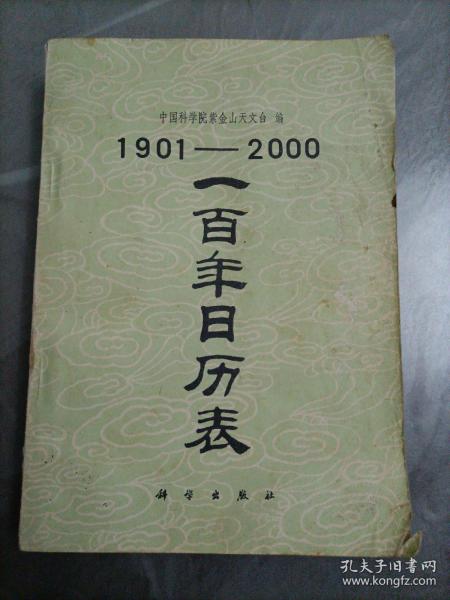 中国科学院紫金山天文台 编
1901—2000
一百年日历表
科学出版社
孔夫子旧书网
www.kongfz.com